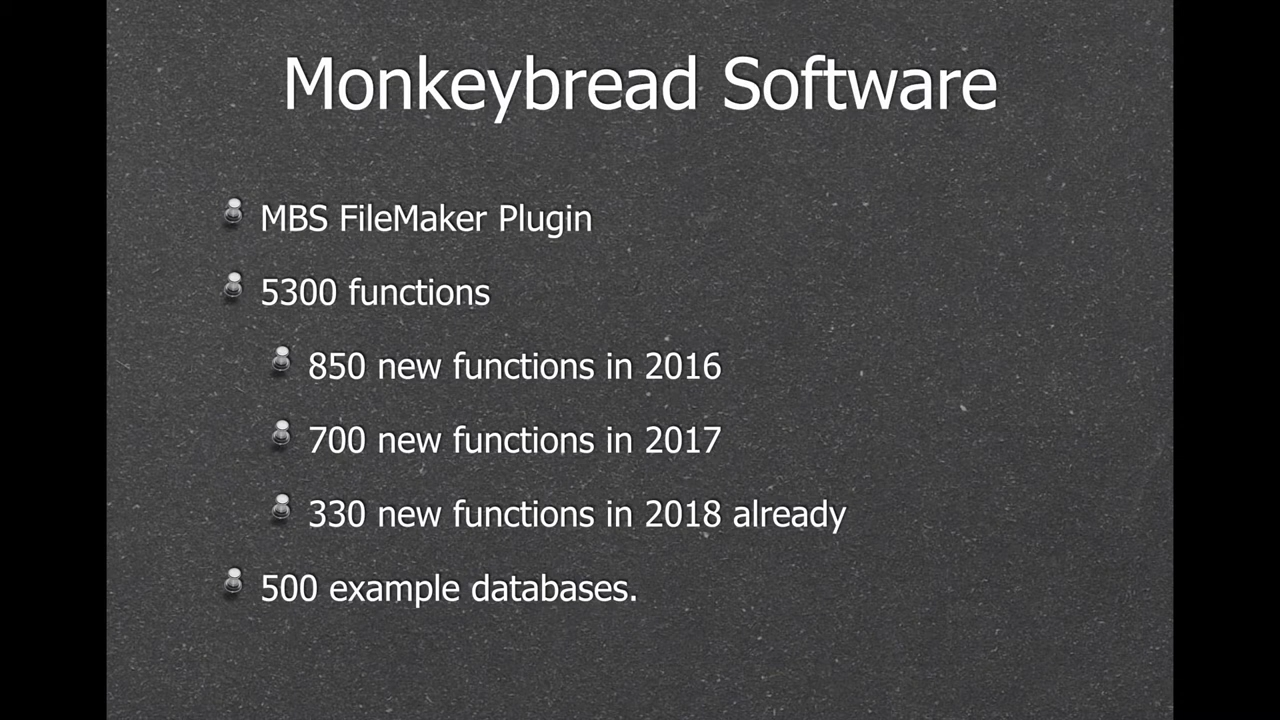 Monkeybread Software
MBS FileMaker Plugin
5300 functions
850 new functions in 2016
700 new functions in 2017
330 new functions in 2018 already
500 example databases.